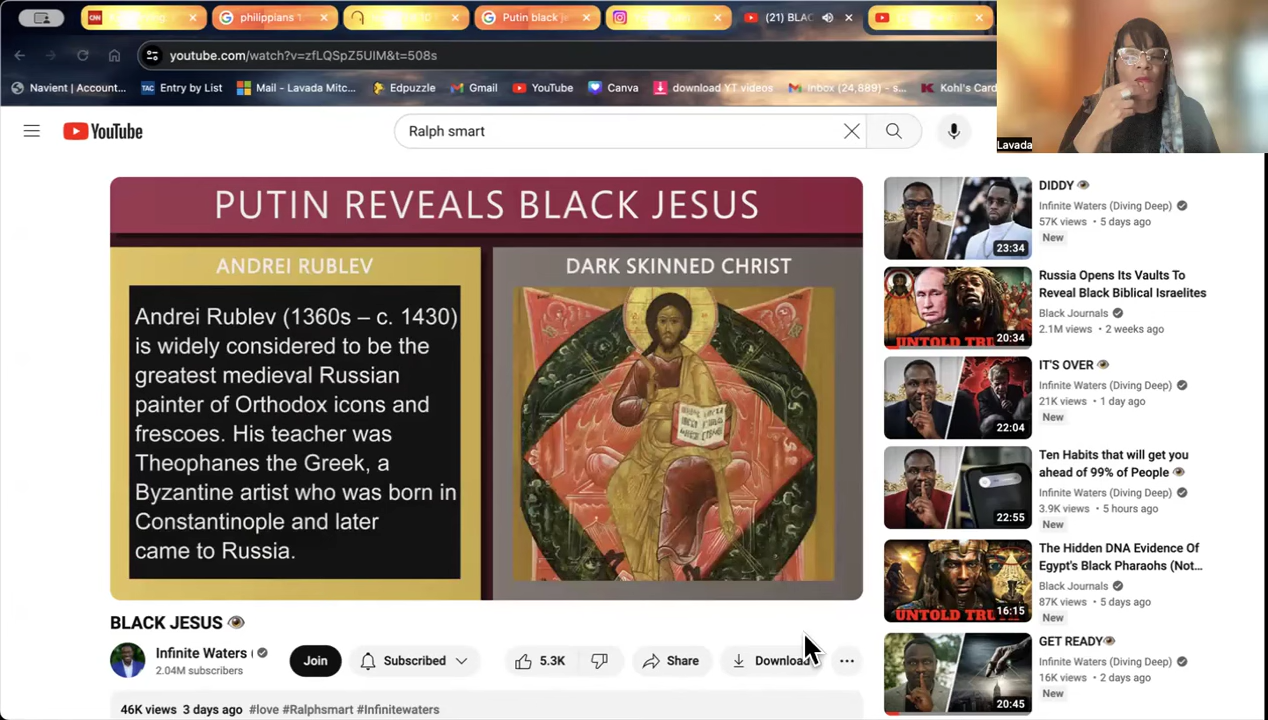 philippians 1
Putin black je
(21) BLAC
youtube.com/watch?v=zfLQSpZ5UlM&t=508s
Navient | Account...
TAC Entry by List
Mail - Lavada Mitc...
Edpuzzle
Gmail
YouTube
Canva
download YT videos
Inbox (24,889) - s...
Kohl's Card
Lavada
YouTube
Ralph smart
PUTIN REVEALS BLACK JESUS
ANDREI RUBLEV
Andrei Rublev (1360s – c. 1430)
is widely considered to be the
greatest medieval Russian
painter of Orthodox icons and
frescoes. His teacher was
Theophanes the Greek, a
Byzantine artist who was born in
Constantinople and later
came to Russia.
DARK SKINNED CHRIST
BLACK JESUS
Infinite Waters (
2.04M subscribers
Join
Subscribed
5.3K
Share
Download
46K views 3 days ago #love #Ralphsmart #Infinitewaters
DIDDY
Infinite Waters (Diving Deep)
57K views • 5 days ago
New
23:34
Russia Opens Its Vaults To
Reveal Black Biblical Israelites
Black Journals
2.1M views • 2 weeks ago
UNTOLD TRU
20:34
IT'S OVER
Infinite Waters (Diving Deep)
21K views • 1 day ago
New
22:04
Ten Habits that will get you
ahead of 99% of People
Infinite Waters (Diving Deep)
3.9K views • 5 hours ago
New
22:55
The Hidden DNA Evidence Of
Egypt's Black Pharaohs (Not...
Black Journals
87K views • 5 days ago
New
UNTOLD TRU
16:15
GET READY
Infinite Waters (Diving Deep)
16K views • 2 days ago
New
20:45